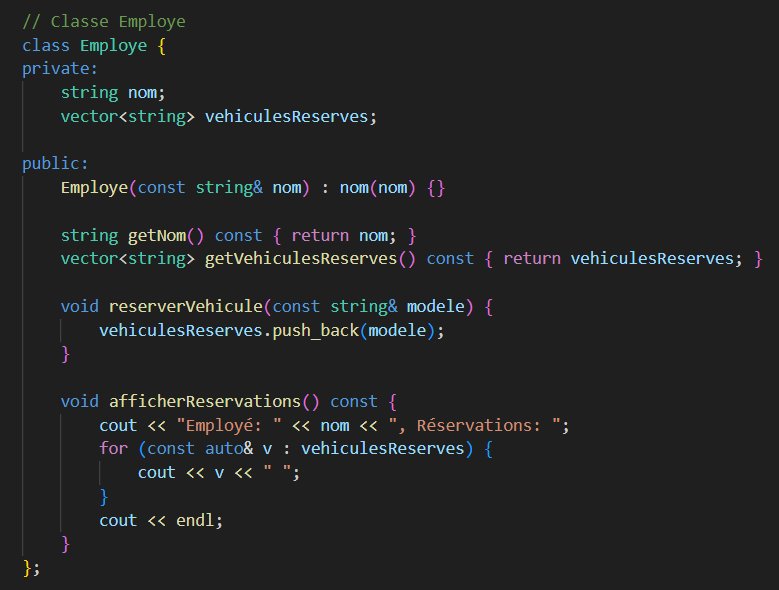 // Classe Employe
class Employe {
private:
    string nom;
    vector<string> vehiculesReserves;

public:
    Employe(const string& nom) : nom(nom) {}

    string getNom() const { return nom; }
    vector<string> getVehiculesReserves() const { return vehiculesReserves; }

    void reserverVehicule(const string& modele) {
        vehiculesReserves.push_back(modele);
    }

    void afficherReservations() const {
        cout << "Employé: " << nom << ", Réservations: ";
        for (const auto& v : vehiculesReserves) {
            cout << v << " ";
        }
        cout << endl;
    }
};